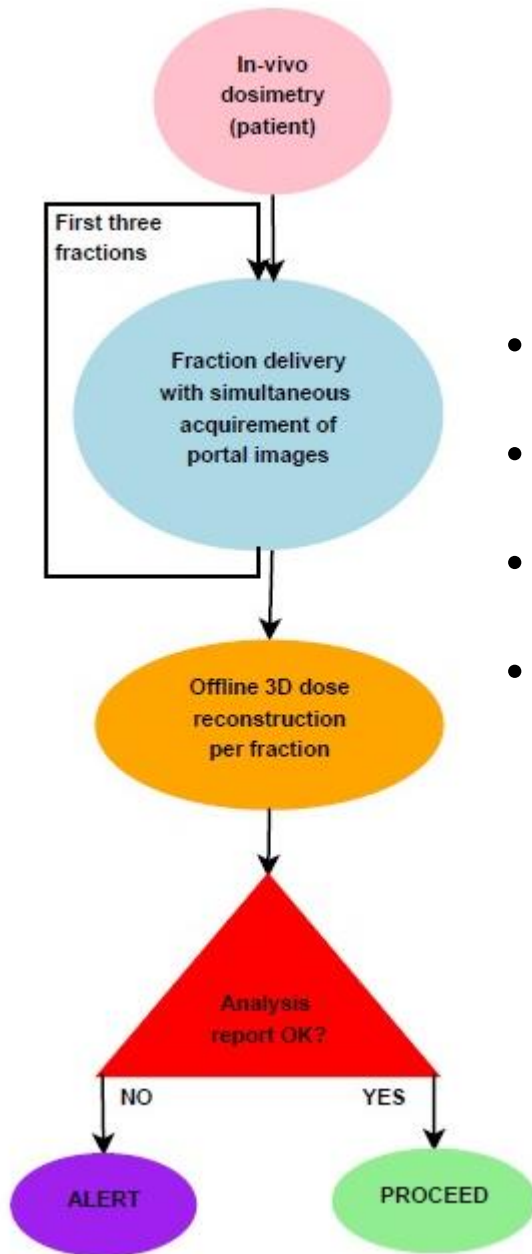 In-vivo
dosimetry
(patient)
First three
fractions
Fraction delivery
with simultaneous
acquirement of
portal images
•
•
•
•
Offline 3D dose
reconstruction
per fraction
Analysis
report OK?
NO
YES
ALERT
PROCEED